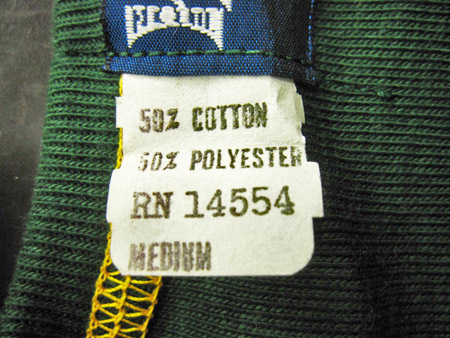 50% COTTON
50% POLYESTER
RN 14554
MEDIUM